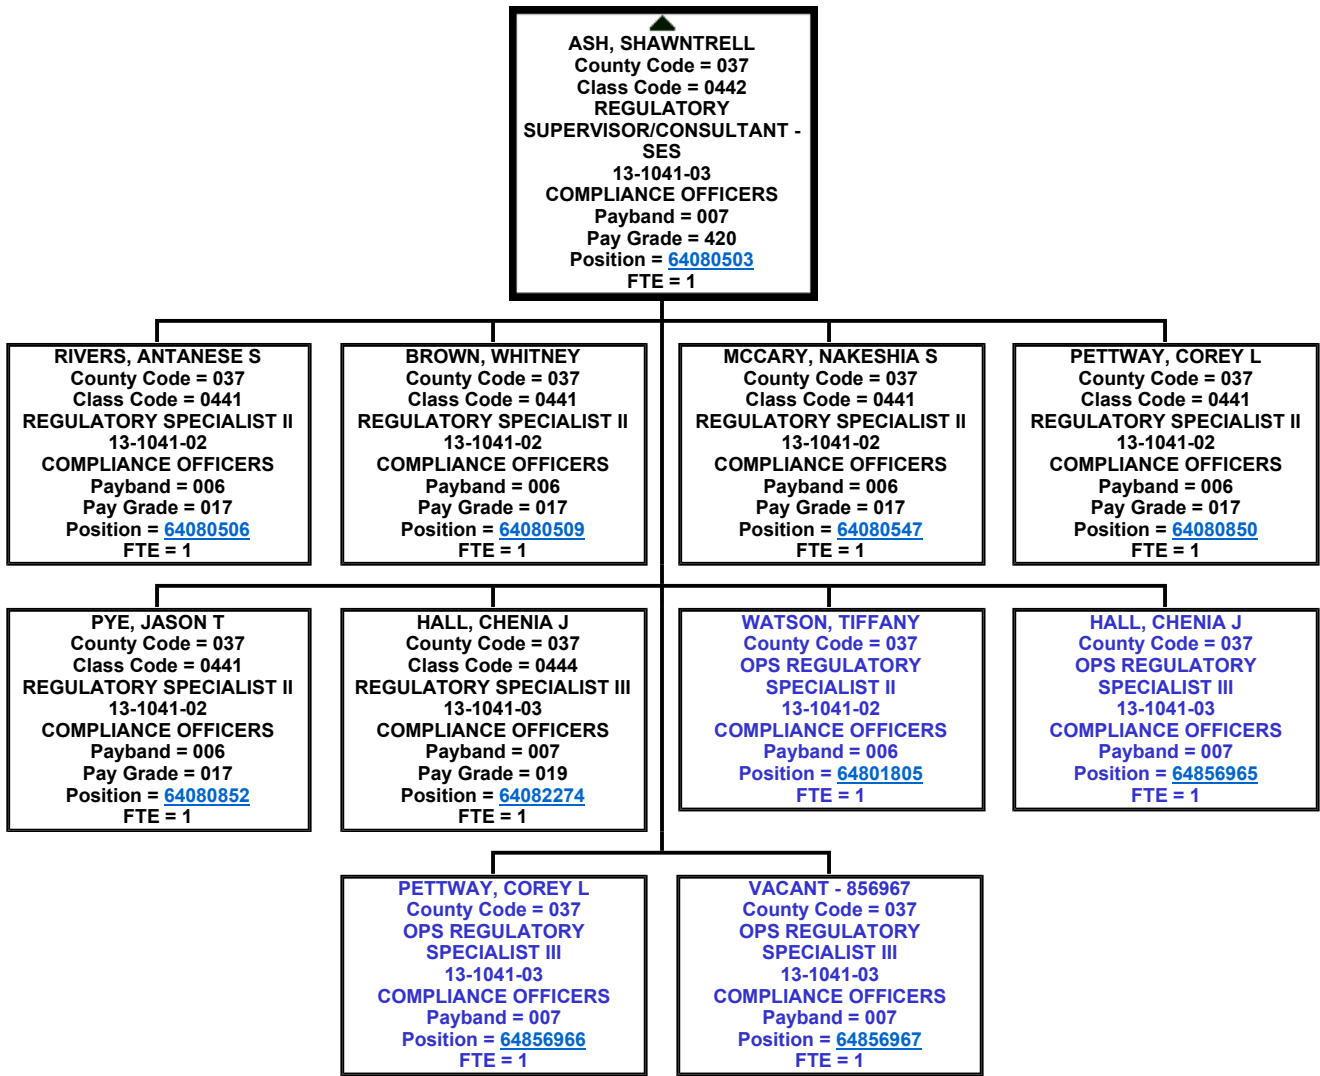 ASH, SHAWNTRELL
County Code = 037
Class Code = 0442
REGULATORY
SUPERVISOR/CONSULTANT -
SES
13-1041-03
COMPLIANCE OFFICERS
Payband = 007
Pay Grade = 420
Position = 64080503
FTE = 1
RIVERS, ANTANESE S
County Code = 037
Class Code = 0441
REGULATORY SPECIALIST II
13-1041-02
COMPLIANCE OFFICERS
Payband = 006
Pay Grade = 017
Position = 64080506
FTE = 1
BROWN, WHITNEY
County Code = 037
Class Code = 0441
REGULATORY SPECIALIST II
13-1041-02
COMPLIANCE OFFICERS
Payband = 006
Pay Grade = 017
Position = 64080509
FTE = 1
MCCARY, NAKESHIA S
County Code = 037
Class Code = 0441
REGULATORY SPECIALIST II
13-1041-02
COMPLIANCE OFFICERS
Payband = 006
Pay Grade = 017
Position = 64080547
FTE = 1
PETTWAY, COREY L
County Code = 037
Class Code = 0441
REGULATORY SPECIALIST II
13-1041-02
COMPLIANCE OFFICERS
Payband = 006
Pay Grade = 017
Position = 64080850
FTE = 1
PYE, JASON T
County Code = 037
Class Code = 0441
REGULATORY SPECIALIST II
13-1041-02
COMPLIANCE OFFICERS
Payband = 006
Pay Grade = 017
Position = 64080852
FTE = 1
HALL, CHENIA J
County Code = 037
Class Code = 0444
REGULATORY SPECIALIST III
13-1041-03
COMPLIANCE OFFICERS
Payband = 007
Pay Grade = 019
Position = 64082274
FTE = 1
WATSON, TIFFANY
County Code = 037
OPS REGULATORY
SPECIALIST II
13-1041-02
COMPLIANCE OFFICERS
Payband = 006
Position = 64801805
FTE = 1
HALL, CHENIA J
County Code = 037
OPS REGULATORY
SPECIALIST III
13-1041-03
COMPLIANCE OFFICERS
Payband = 007
Position = 64856965
FTE = 1
PETTWAY, COREY L
County Code = 037
OPS REGULATORY
SPECIALIST III
13-1041-03
COMPLIANCE OFFICERS
Payband = 007
Position = 64856966
FTE = 1
VACANT - 856967
County Code = 037
OPS REGULATORY
SPECIALIST III
13-1041-03
COMPLIANCE OFFICERS
Payband = 007
Position = 64856967
FTE = 1